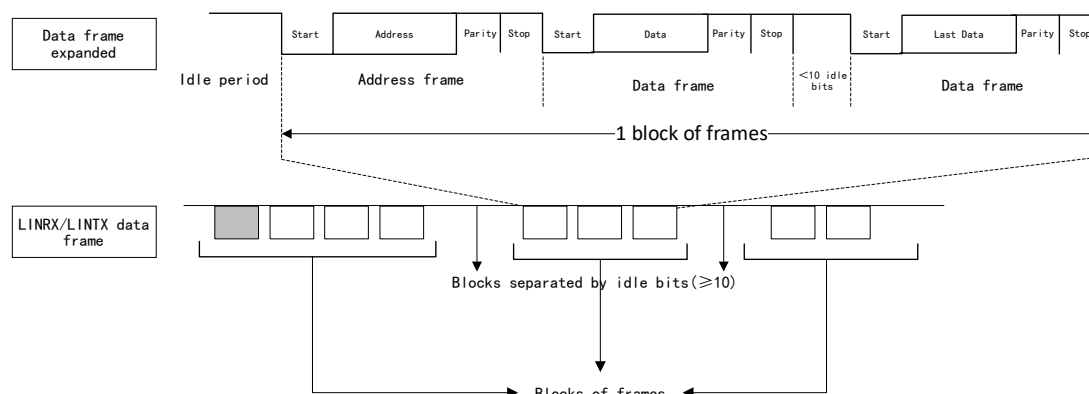 Data frame
expanded
Start
Address
Parity
Stop
Start
Data
Parity
Stop
Start
Last Data
Parity
Stop
Idle period
Address frame
Data frame
<10 idle
bits
Data frame
1 block of frames
LINRX/LINTX data
frame
Blocks separated by idle bits(≥10)
Blocks of frames